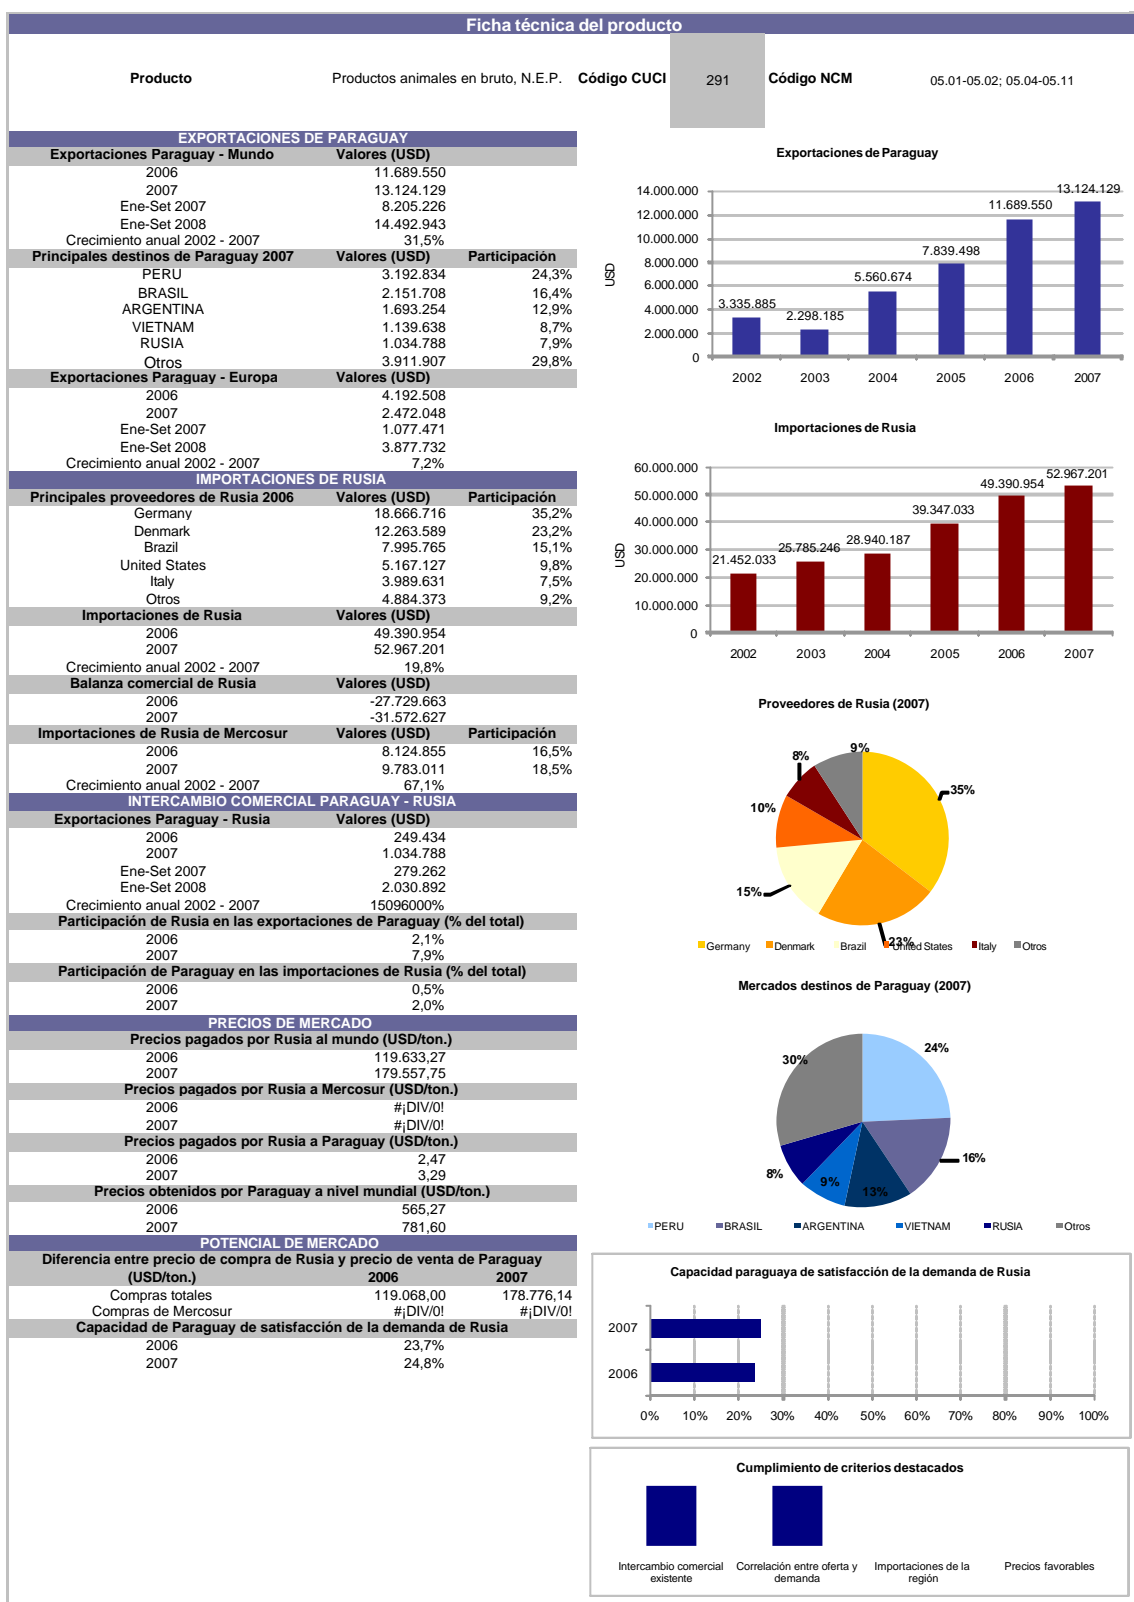 Ficha técnica del producto
Producto Productos animales en bruto, N.E.P. Código CUCI 291 Código NCM 05.01-05.02; 05.04-05.11
EXPORTACIONES DE PARAGUAY
Exportaciones Paraguay - Mundo Valores (USD)
2006 11.689.550
2007 13.124.129
Ene-Set 2007 8.205.226
Ene-Set 2008 14.492.943
Crecimiento anual 2002 - 2007 31,5%
Principales destinos de Paraguay 2007 Valores (USD) Participación
PERU 3.192.834 24,3%
BRASIL 2.151.708 16,4%
ARGENTINA 1.693.254 12,9%
VIETNAM 1.139.638 8,7%
RUSIA 1.034.788 7,9%
Otros 3.911.907 29,8%
Exportaciones Paraguay - Europa Valores (USD)
2006 4.192.508
2007 2.472.048
Ene-Set 2007 1.077.471
Ene-Set 2008 3.877.732
Crecimiento anual 2002 - 2007 7,2%
IMPORTACIONES DE RUSIA
Principales proveedores de Rusia 2006 Valores (USD) Participación
Germany 18.666.716 35,2%
Denmark 12.263.589 23,2%
Brazil 7.995.765 15,1%
United States 5.167.127 9,8%
Italy 3.989.631 7,5%
Otros 4.884.373 9,2%
Importaciones de Rusia Valores (USD)
2006 49.390.954
2007 52.967.201
Crecimiento anual 2002 - 2007 19,8%
Balanza comercial de Rusia Valores (USD)
2006 -27.729.663
2007 -31.572.627
Importaciones de Rusia de Mercosur Valores (USD) Participación
2006 8.124.855 16,5%
2007 9.783.011 18,5%
Crecimiento anual 2002 - 2007 67,1%
INTERCAMBIO COMERCIAL PARAGUAY - RUSIA
Exportaciones Paraguay - Rusia Valores (USD)
2006 249.434
2007 1.034.788
Ene-Set 2007 279.262
Ene-Set 2008 2.030.892
Crecimiento anual 2002 - 2007 15096000%
Participación de Rusia en las exportaciones de Paraguay (% del total)
2006 2,1%
2007 7,9%
Participación de Paraguay en las importaciones de Rusia (% del total)
2006 0,5%
2007 2,0%
PRECIOS DE MERCADO
Precios pagados por Rusia al mundo (USD/ton.)
2006 119.633,27
2007 179.557,75
Precios pagados por Rusia a Mercosur (USD/ton.)
2006 #¡DIV/0!
2007 #¡DIV/0!
Precios pagados por Rusia a Paraguay (USD/ton.)
2006 2,47
2007 3,29
Precios obtenidos por Paraguay a nivel mundial (USD/ton.)
2006 565,27
2007 781,60
POTENCIAL DE MERCADO
Diferencia entre precio de compra de Rusia y precio de venta de Paraguay
(USD/ton.) 2006 2007
Compras totales 119.068,00 178.776,14
Compras de Mercosur #¡DIV/0! #¡DIV/0!
Capacidad de Paraguay de satisfacción de la demanda de Rusia
2006 23,7%
2007 24,8%
Exportaciones de Paraguay
14.000.000
12.000.000
10.000.000
8.000.000
6.000.000
4.000.000
2.000.000
0
USD
3.335.885
2.298.185
5.560.674
7.839.498
11.689.550
13.124.129
2002 2003 2004 2005 2006 2007
Importaciones de Rusia
60.000.000
50.000.000
40.000.000
30.000.000
20.000.000
10.000.000
0
USD
21.452.033
25.785.246
28.940.187
39.347.033
49.390.954
52.967.201
2002 2003 2004 2005 2006 2007
Proveedores de Rusia (2007)
9%
8%
35%
10%
15%
23%
Germany Denmark Brazil United States Italy Otros
Mercados destinos de Paraguay (2007)
30%
24%
16%
8%
9%
13%
PERU BRASIL ARGENTINA VIETNAM RUSIA Otros
Capacidad paraguaya de satisfacción de la demanda de Rusia
2007
2006
0% 10% 20% 30% 40% 50% 60% 70% 80% 90% 100%
Cumplimiento de criterios destacados
Intercambio comercial existente
Correlación entre oferta y demanda
Importaciones de la región
Precios favorables